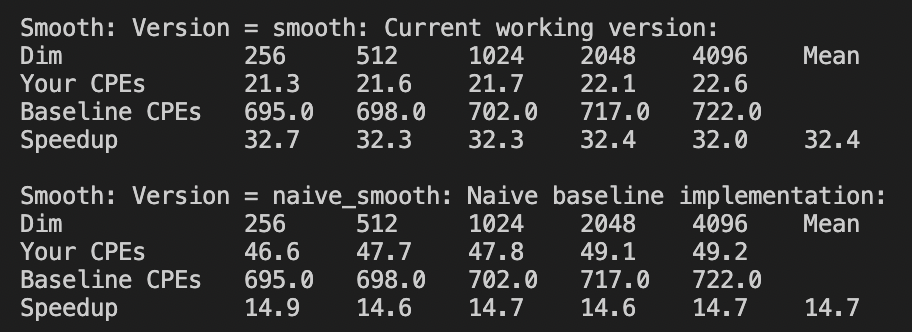 Smooth: Version = smooth: Current working version:
Dim 256 512 1024 2048 4096 Mean
Your CPEs 21.3 21.6 21.7 22.1 22.6
Baseline CPEs 695.0 698.0 702.0 717.0 722.0
Speedup 32.7 32.3 32.3 32.4 32.0 32.4
Smooth: Version = naive_smooth: Naive baseline implementation:
Dim 256 512 1024 2048 4096 Mean
Your CPEs 46.6 47.7 47.8 49.1 49.2
Baseline CPEs 695.0 698.0 702.0 717.0 722.0
Speedup 14.9 14.6 14.7 14.6 14.7 14.7